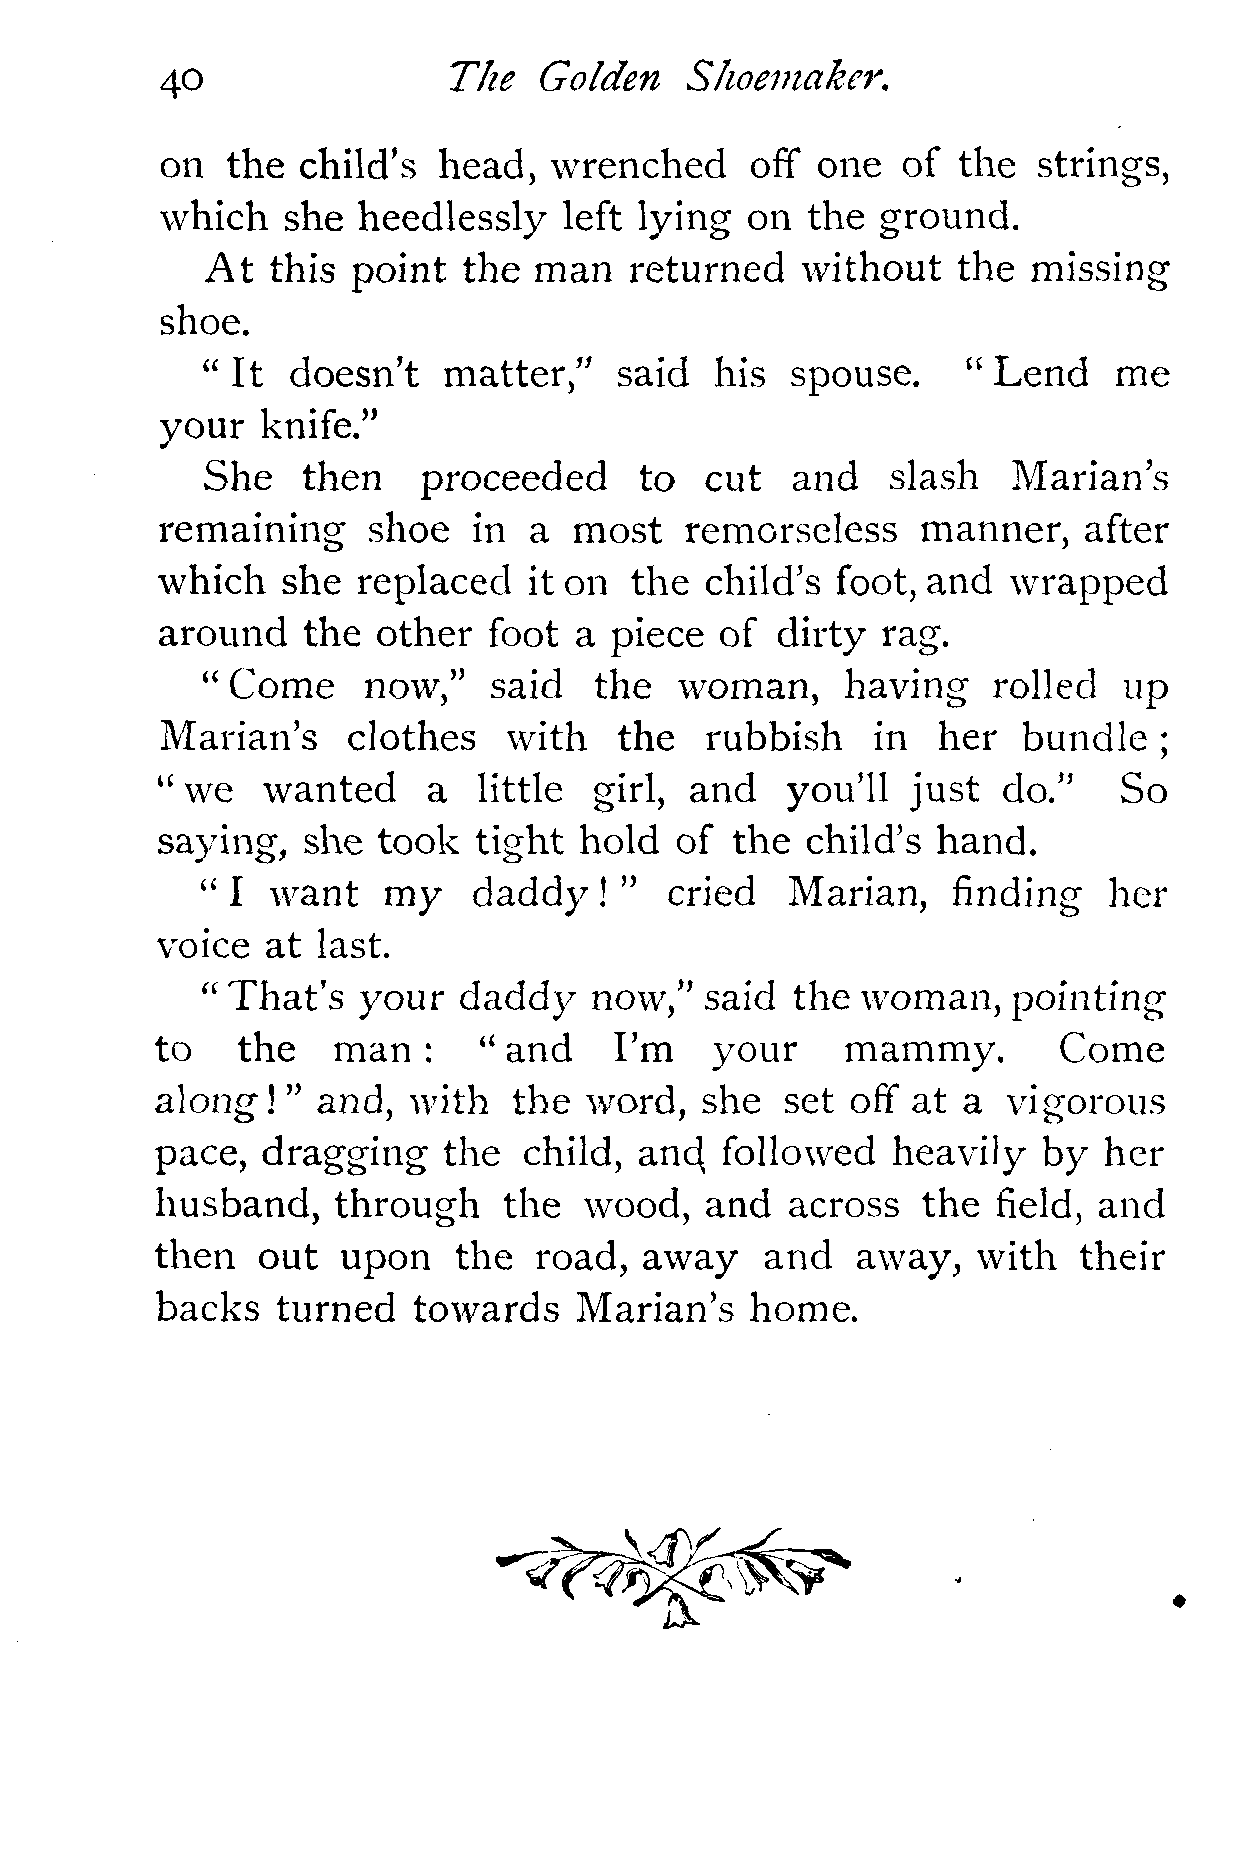 40 The Golden Shoemaker.
on the child's head, wrenched off one of the strings,
which she heedlessly left lying on the ground.
At this point the man returned without the missing
shoe.
“ It doesn't matter,” said his spouse. “ Lend me
your knife.”
She then proceeded to cut and slash Marian's
remaining shoe in a most remorseless manner, after
which she replaced it on the child's foot, and wrapped
around the other foot a piece of dirty rag.
“ Come now,” said the woman, having rolled up
Marian's clothes with the rubbish in her bundle ;
“ we wanted a little girl, and you'll just do.” So
saying, she took tight hold of the child's hand.
“ I want my daddy ! ” cried Marian, finding her
voice at last.
“ That's your daddy now,” said the woman, pointing
to the man : “ and I'm your mammy. Come
along ! ” and, with the word, she set off at a vigorous
pace, dragging the child, and followed heavily by her
husband, through the wood, and across the field, and
then out upon the road, away and away, with their
backs turned towards Marian's home.